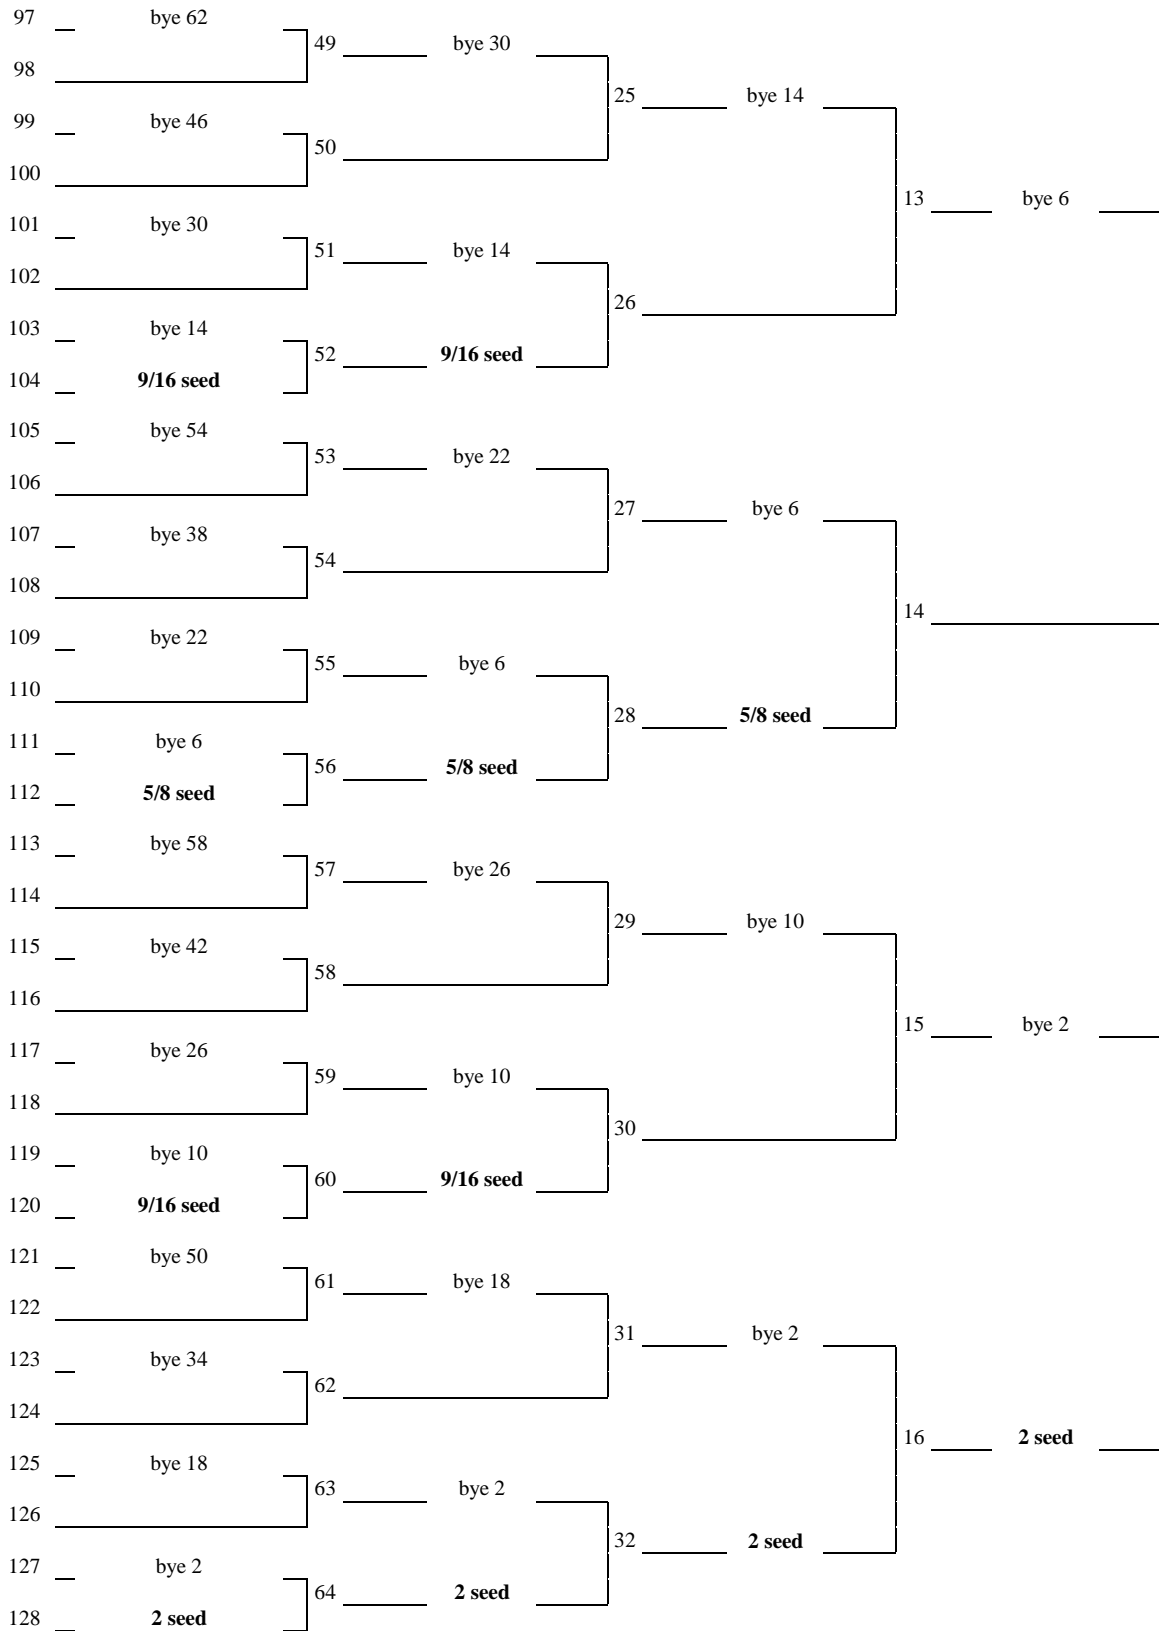 97 bye 62
49 bye 30
98
25 bye 14
99 bye 46
50
100
13 bye 6
101 bye 30
51 bye 14
102
26
103 bye 14
52 9/16 seed
104 9/16 seed
105 bye 54
53 bye 22
106
27 bye 6
107 bye 38
54
108
14
109 bye 22
55 bye 6
110
28 5/8 seed
111 bye 6
56 5/8 seed
112 5/8 seed
113 bye 58
57 bye 26
114
29 bye 10
115 bye 42
58
116
15 bye 2
117 bye 26
59 bye 10
118
30
119 bye 10
60 9/16 seed
120 9/16 seed
121 bye 50
61 bye 18
122
31 bye 2
123 bye 34
62
124
16 2 seed
125 bye 18
63 bye 2
126
32 2 seed
127 bye 2
64 2 seed
128 2 seed